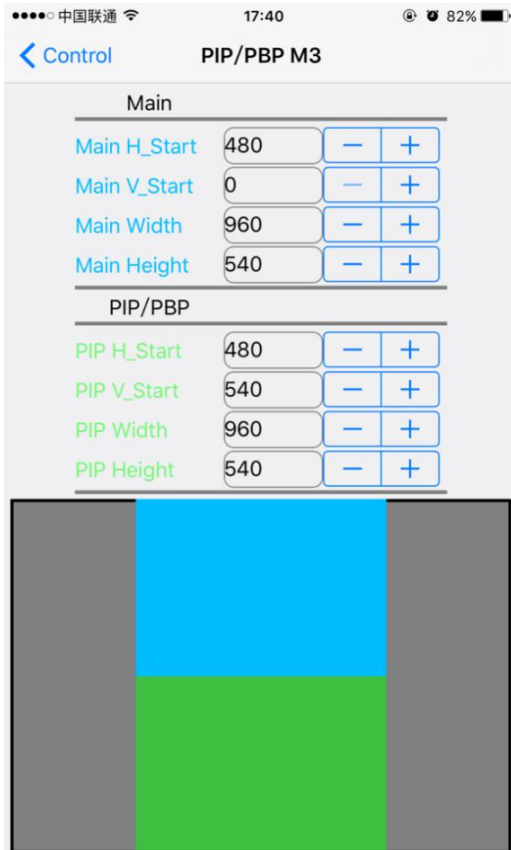 中国联通 17:40 82%
Control PIP/PBP M3
Main
Main H_Start 480
Main V_Start 0
Main Width 960
Main Height 540
PIP/PBP
PIP H_Start 480
PIP V_Start 540
PIP Width 960
PIP Height 540